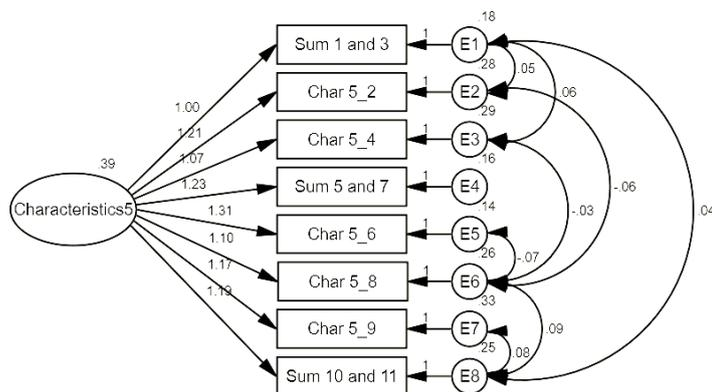 .18
Sum 1 and 3
1
E1
.28
.05
Char 5_2
1
E2
.06
1.00
.29
1.21
Char 5_4
1
E3
1.07
.16
.39
1.23
Sum 5 and 7
1
E4
-.06
.14
Characteristics5
1.31
Char 5_6
1
E5
-.03
.04
1.10
.26
-.07
1.17
Char 5_8
1
E6
1.19
.33
Char 5_9
1
E7
.09
.25
.08
Sum 10 and 11
1
E8